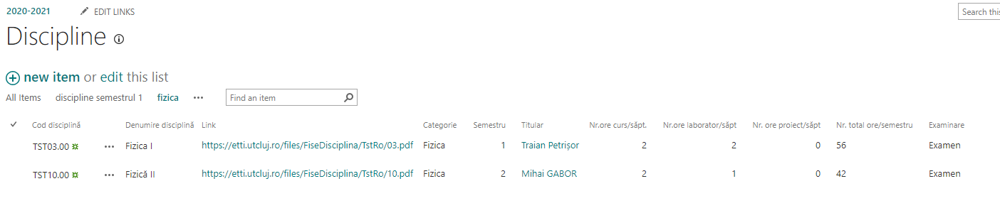 2020-2021 EDIT LINKS Search this
Discipline
new item or edit this list
All Items discipline semestrul 1 fizica ... Find an item
Cod disciplină Denumire disciplină Link Categorie Semestru Titular Nr.ore curs/săpt. Nr.ore laborator/săpt Nr. ore proiect/săpt Nr. total ore/semestru Examinare
TST03.00 ... Fizica I https://etti.utcluj.ro/files/FiseDisciplina/TstRo/03.pdf Fizica 1 Traian Petrișor 2 2 0 56 Examen
TST10.00 ... Fizică II https://etti.utcluj.ro/files/FiseDisciplina/TstRo/10.pdf Fizica 2 Mihai GABOR 2 1 0 42 Examen